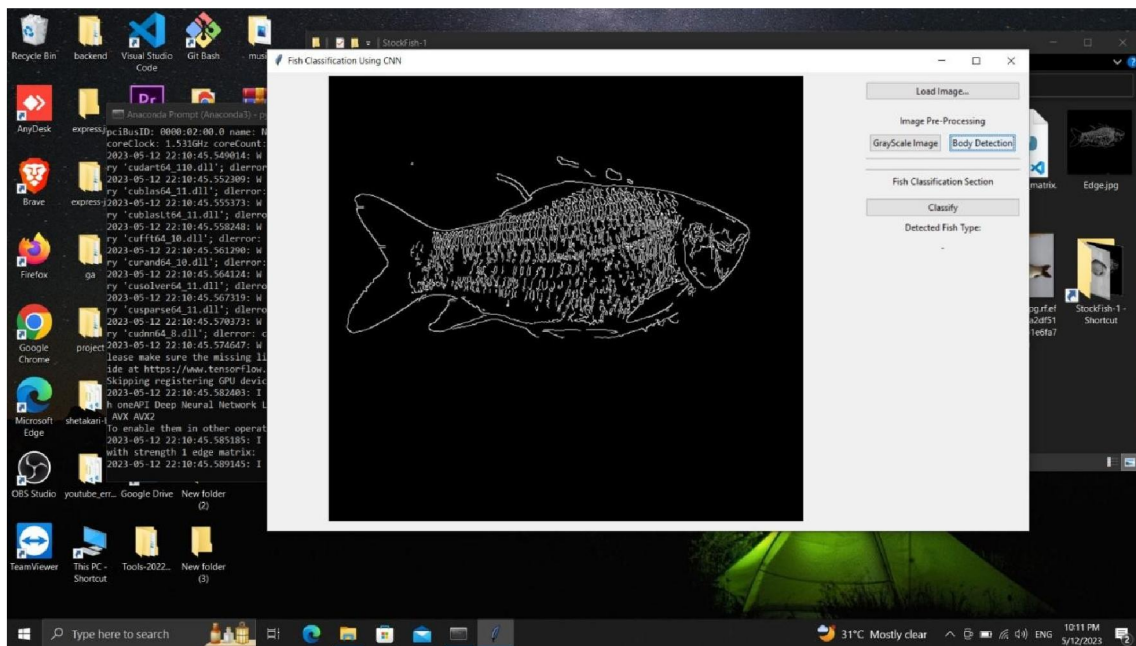 StockFish-1
Fish Classification Using CNN
Load Image...
Image Pre-Processing
GrayScale Image
Body Detection
Fish Classification Section
Classify
Detected Fish Type:
-
Recycle Bin
backend
Visual Studio
Code
Git Bash
musi
AnyDesk
express.j
Brave
express-j
Firefox
ga
Google
Chrome
project
Microsoft
Edge
shetakari-l
OBS Studio
youtube_err...
Google Drive
New folder
(2)
TeamViewer
This PC -
Shortcut
Tools-2022...
New folder
(3)
Anaconda Prompt (Anaconda3) - py
pciBusID: 0000:02:00.0 name: N
coreClock: 1.531GHz coreCount:
2023-05-12 22:10:45.549014: W
ry 'cudart64_110.dll'; dlerror
2023-05-12 22:10:45.552309: W
ry 'cublas64_11.dll'; dlerror:
2023-05-12 22:10:45.555373: W
ry 'cublasLt64_11.dll'; dlerro
2023-05-12 22:10:45.558248: W
ry 'cufft64_10.dll'; dlerror:
2023-05-12 22:10:45.561290: W
ry 'curand64_10.dll'; dlerror:
2023-05-12 22:10:45.564124: W
ry 'cusolver64_11.dll'; dlerro
2023-05-12 22:10:45.567319: W
ry 'cusparse64_11.dll'; dlerro
2023-05-12 22:10:45.570373: W
ry 'cudnn64_8.dll'; dlerror: c
2023-05-12 22:10:45.574647: W
lease make sure the missing li
ide at https://www.tensorflow.
Skipping registering GPU devic
2023-05-12 22:10:45.582403: I
h oneAPI Deep Neural Network L
AVX AVX2
To enable them in other operat
2023-05-12 22:10:45.585185: I
with strength 1 edge matrix:
2023-05-12 22:10:45.589145: I
matrix.
Edge.jpg
pg.rf.ef
a2df51
1e6fa7
StockFish-1 -
Shortcut
Type here to search
31°C Mostly clear
ENG
10:11 PM
5/12/2023